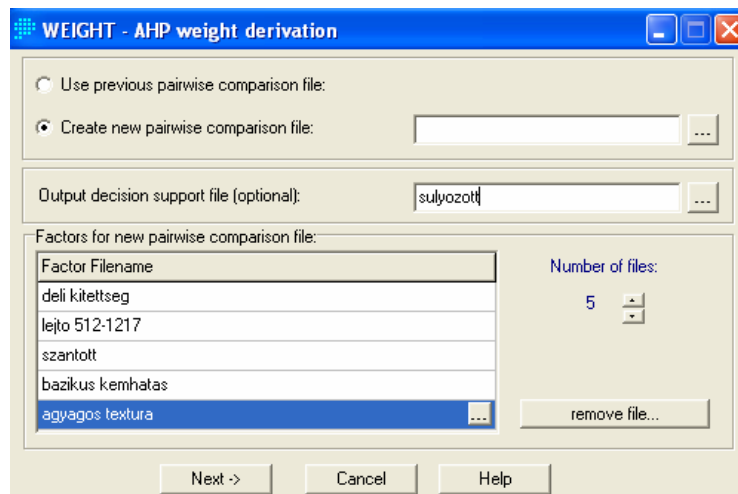 WEIGHT - AHP weight derivation
Use previous pairwise comparison file:
Create new pairwise comparison file:
...
Output decision support file (optional):
sulyozott
...
Factors for new pairwise comparison file:
Factor Filename
Number of files:
deli kitettseg
5
lejto 512-1217
szantott
bazikus kemhatas
agyagos textura
...
remove file...
Next ->
Cancel
Help